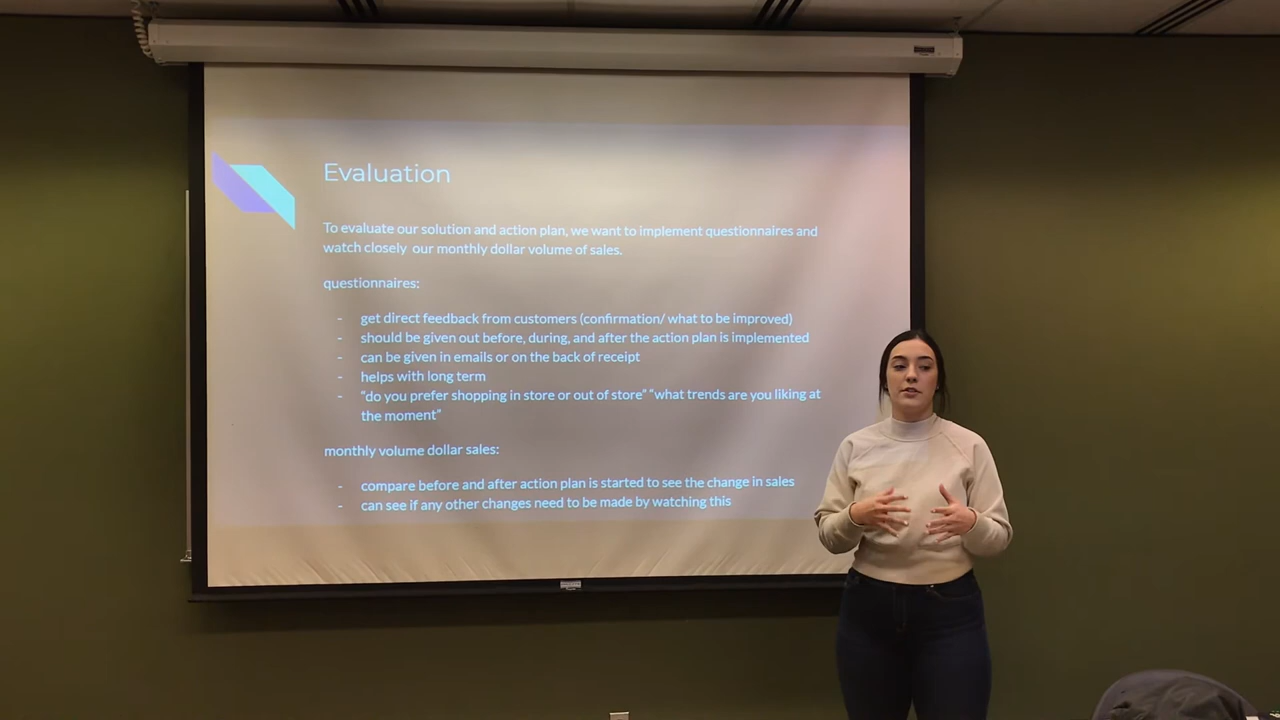 Evaluation
To evaluate our solution and action plan, we want to implement questionnaires and
watch closely our monthly dollar volume of sales.
questionnaires:
- get direct feedback from customers (confirmation/ what to be improved)
- should be given out before, during, and after the action plan is implemented
- can be given in emails or on the back of receipt
- helps with long term
- “do you prefer shopping in store or out of store” “what trends are you liking at
the moment”
monthly volume dollar sales:
- compare before and after action plan is started to see the change in sales
- can see if any other changes need to be made by watching this